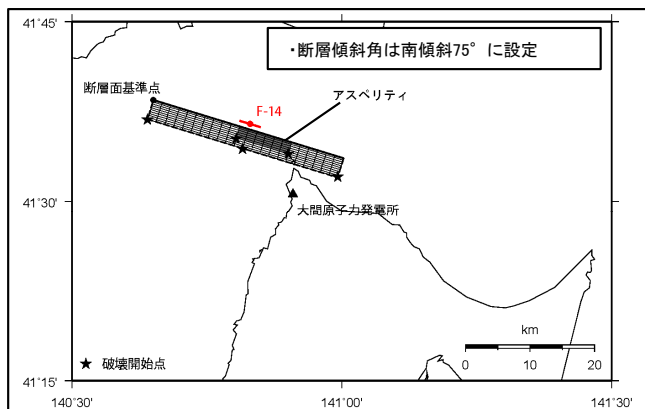 41°45'
・断層傾斜角は南傾斜75°に設定
断層面基準点
アスペリティ
F-14
41°30'
大間原子力発電所
km
★ 破壊開始点
0 10 20
41°15'
140°30' 141°00' 141°30'